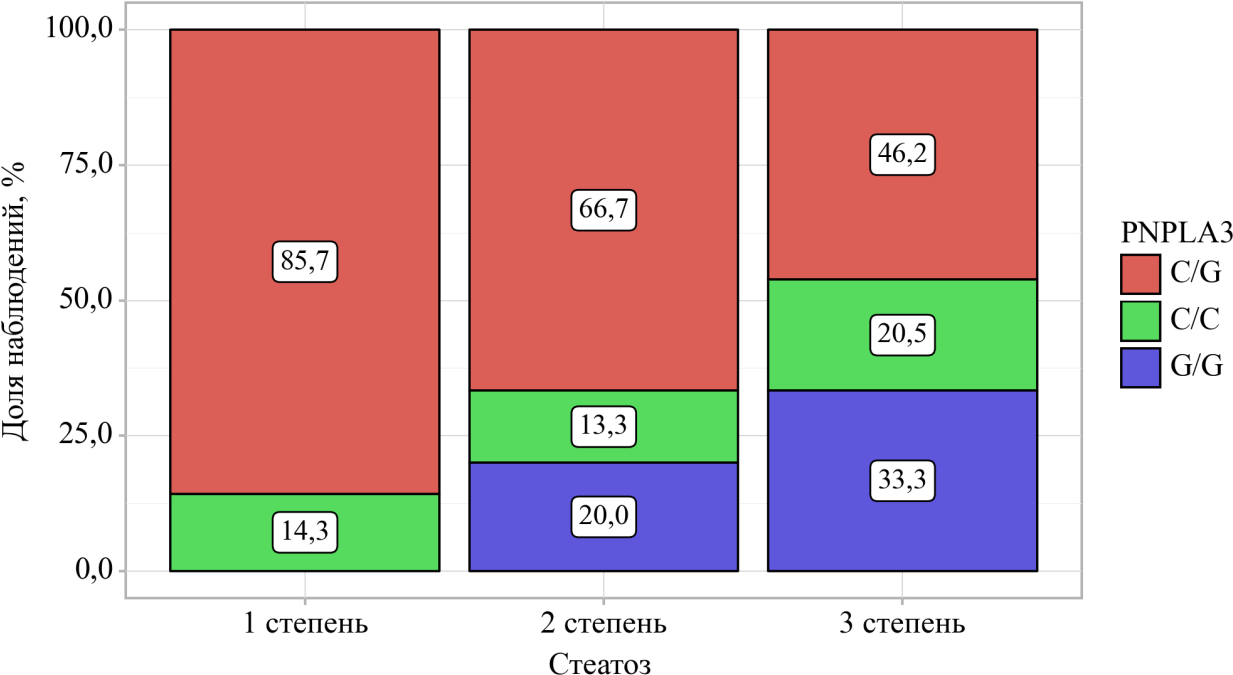 Доля наблюдений, %
100,0
75,0
50,0
25,0
0,0
85,7
14,3
66,7
13,3
20,0
46,2
20,5
33,3
1 степень
2 степень
3 степень
Стеатоз
PNPLA3
C/G
C/C
G/G